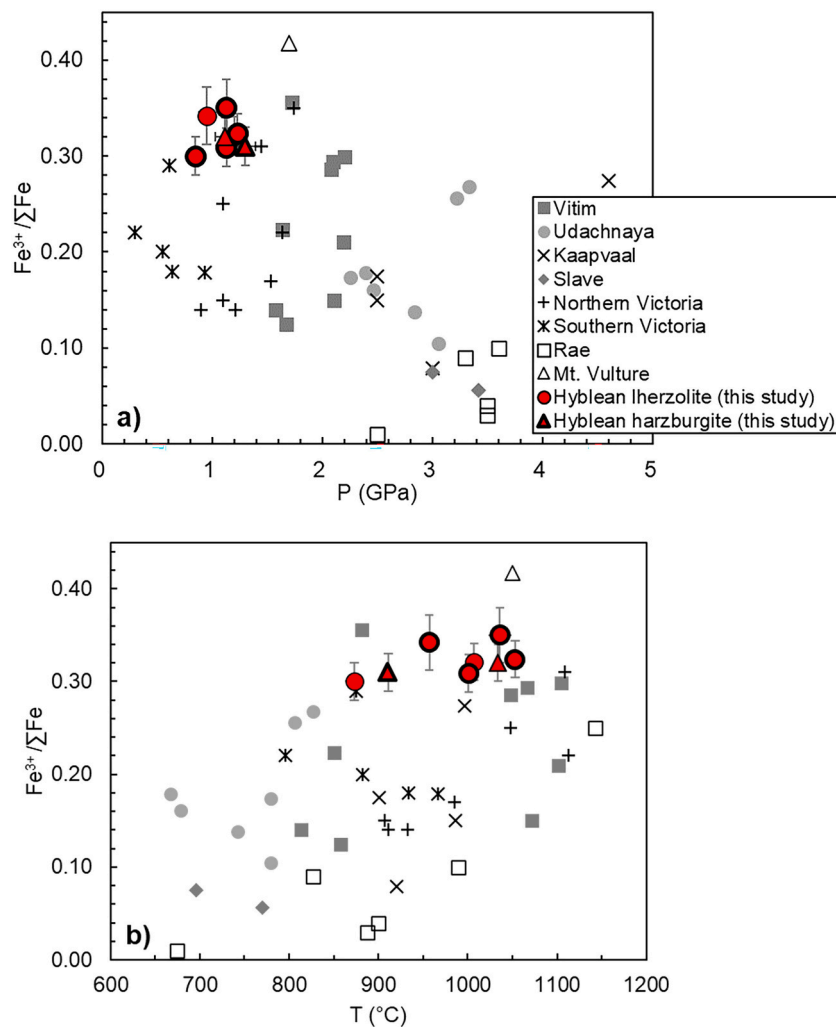 0.40
0.30
0.20
0.10
0.00
Fe³⁺/∑Fe
a)
0
1
2
3
4
5
P (GPa)
Vitim
Udachnaya
Kaapvaal
Slave
Northern Victoria
Southern Victoria
Rae
Mt. Vulture
Hyblean lherzolite (this study)
Hyblean harzburgite (this study)
0.40
0.30
0.20
0.10
0.00
Fe³⁺/∑Fe
b)
600
700
800
900
1000
1100
1200
T (°C)